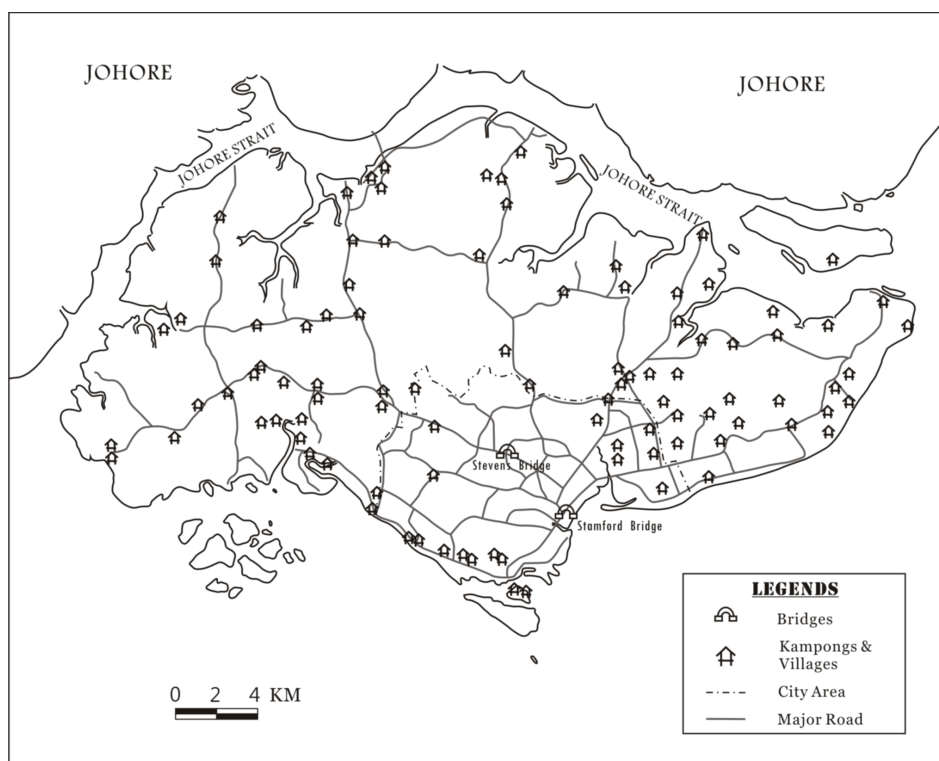 JOHORE
JOHORE
JOHORE STRAIT
JOHORE STRAIT
Stevens Bridge
Stamford Bridge
LEGENDS
Bridges
Kampongs &
Villages
City Area
Major Road
0 2 4 KM